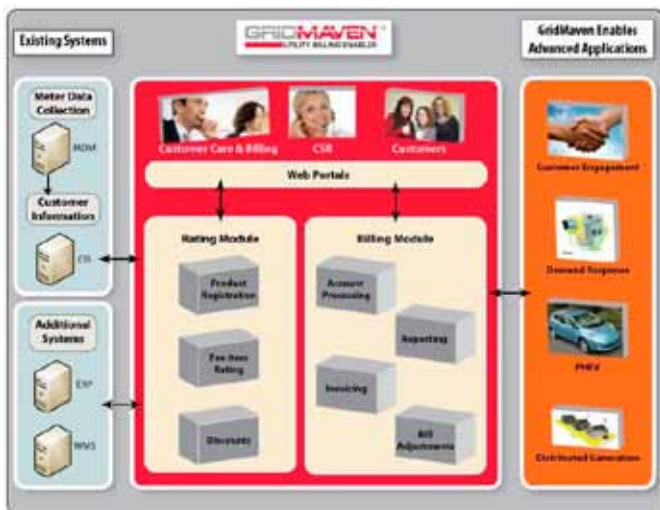 Existing Systems
GRIDMAVEN
UTILITY BILLING ENABLER
GridMaven Enables
Advanced Applications
Meter Data
Collection
MDM
Customer
Information
CIS
Additional
Systems
ERP
WMS
Customer Care & Billing
CSR
Customers
Web Portals
Rating Module
Product
Registration
Fee Item
Rating
Discounts
Billing Module
Account
Processing
Reporting
Invoicing
Bill
Adjustments
Customer Engagement
Demand Response
PHEV
Distributed Generation